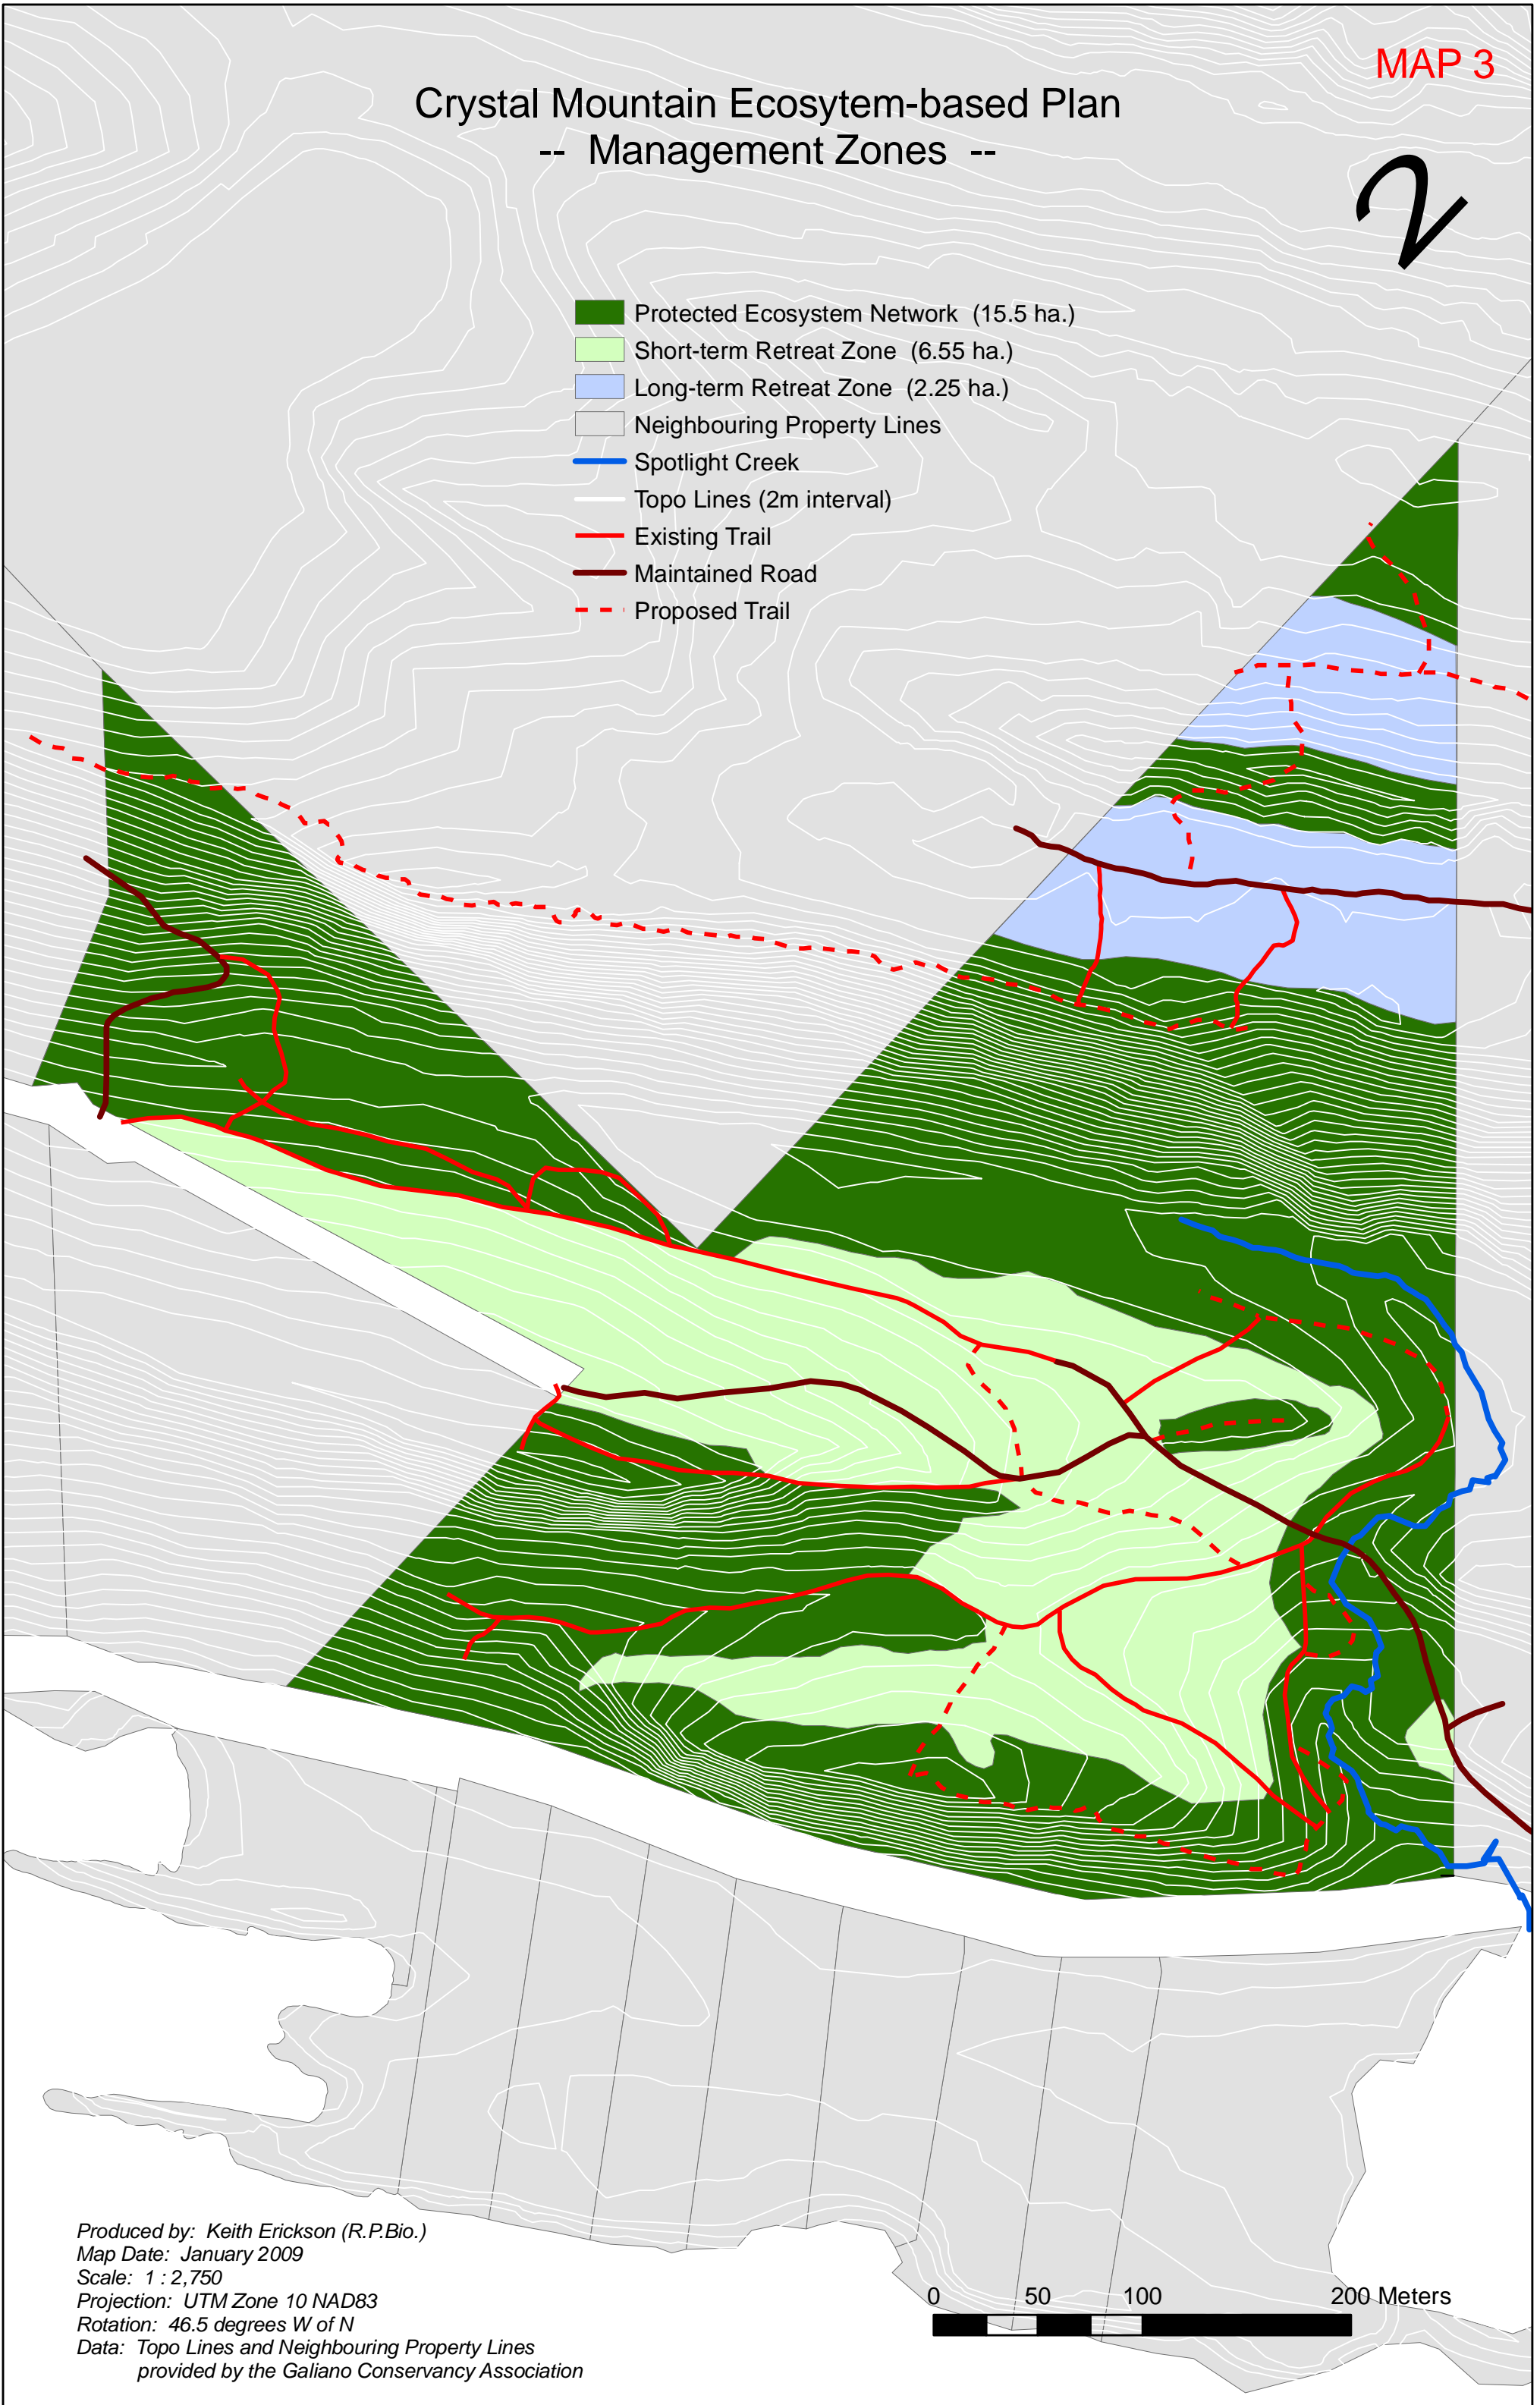 MAP 3
Crystal Mountain Ecosytem-based Plan
-- Management Zones --
2
Protected Ecosystem Network (15.5 ha.)
Short-term Retreat Zone (6.55 ha.)
Long-term Retreat Zone (2.25 ha.)
Neighbouring Property Lines
Spotlight Creek
Topo Lines (2m interval)
Existing Trail
Maintained Road
Proposed Trail
Produced by: Keith Erickson (R.P.Bio.)
Map Date: January 2009
Scale: 1 : 2,750
Projection: UTM Zone 10 NAD83
Rotation: 46.5 degrees W of N
Data: Topo Lines and Neighbouring Property Lines
provided by the Galiano Conservancy Association
0 50 100 200 Meters